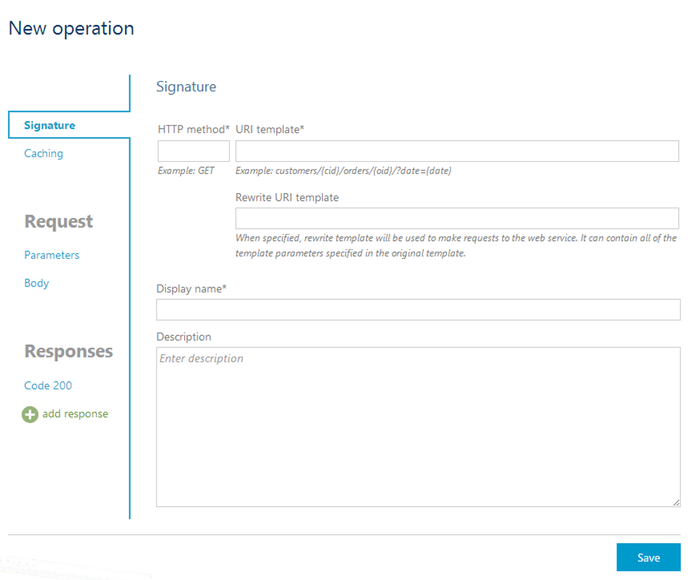 New operation
Signature
Caching
Request
Parameters
Body
Responses
Code 200
add response
Signature
HTTP method* URI template*
Example: GET Example: customers/{cid}/orders/{oid}/?date={date}
Rewrite URI template
When specified, rewrite template will be used to make requests to the web service. It can contain all of the
template parameters specified in the original template.
Display name*
Description
Enter description
Save